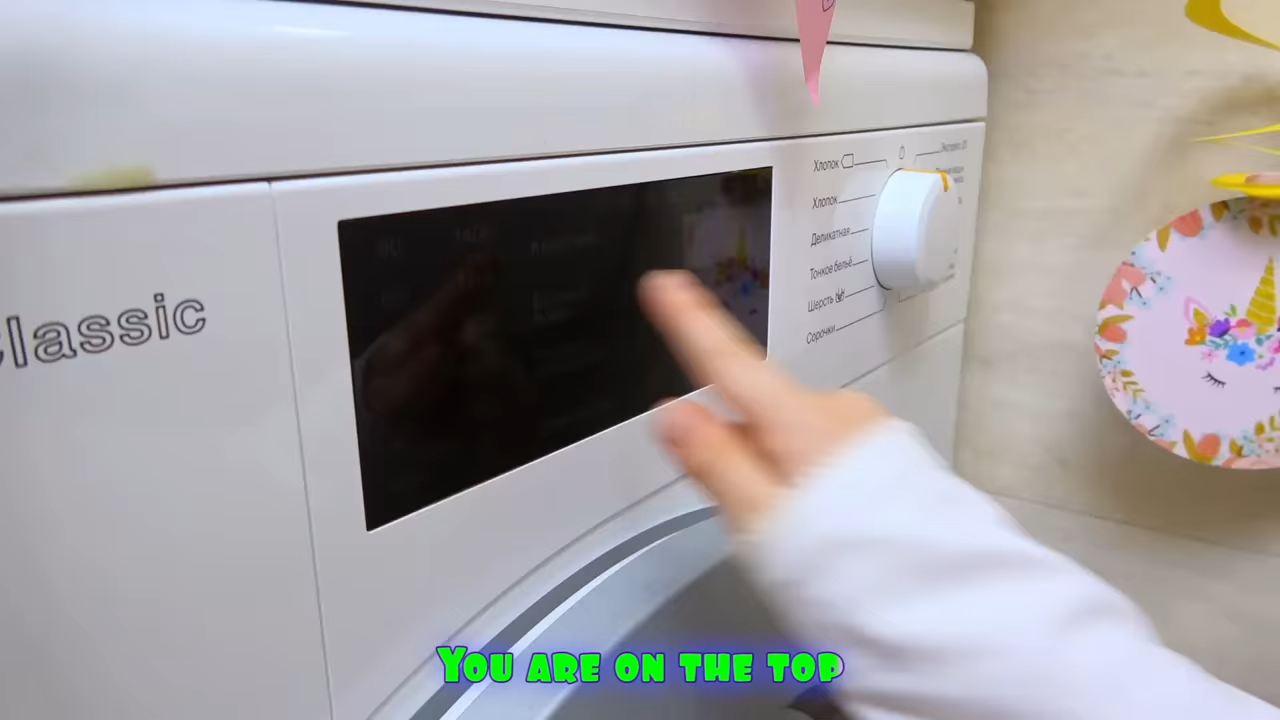 Classic
Хлопок
Хлопок
Деликатная
Тонкое бельё
Шерсть
Сорочки
YOU ARE ON THE TOP